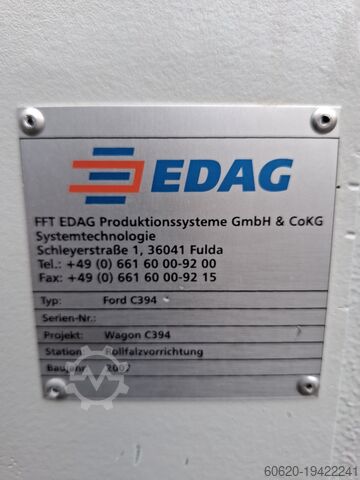 EDAG
FFT EDAG Produktionssysteme GmbH & CoKG
Systemtechnologie
Schleyerstraße 1, 36041 Fulda
Tel.: +49 (0) 661 60 00-92 00
Fax: +49 (0) 661 60 00-92 15
Typ: Ford C394
Serien-Nr.:
Projekt: Wagon C394
Station: Rollfalzvorrichtung
Baujahr: 2007
60620-19422241